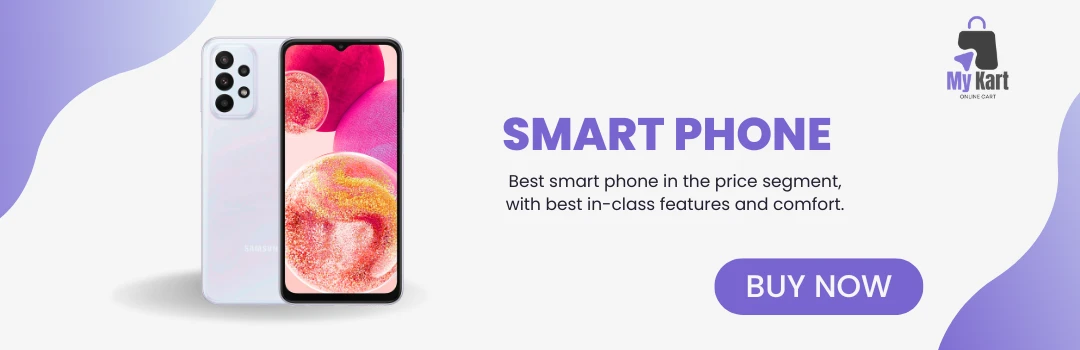 My Kart
ONLINE CART
SMART PHONE
Best smart phone in the price segment,
with best in-class features and comfort.
SAMSUNG
BUY NOW